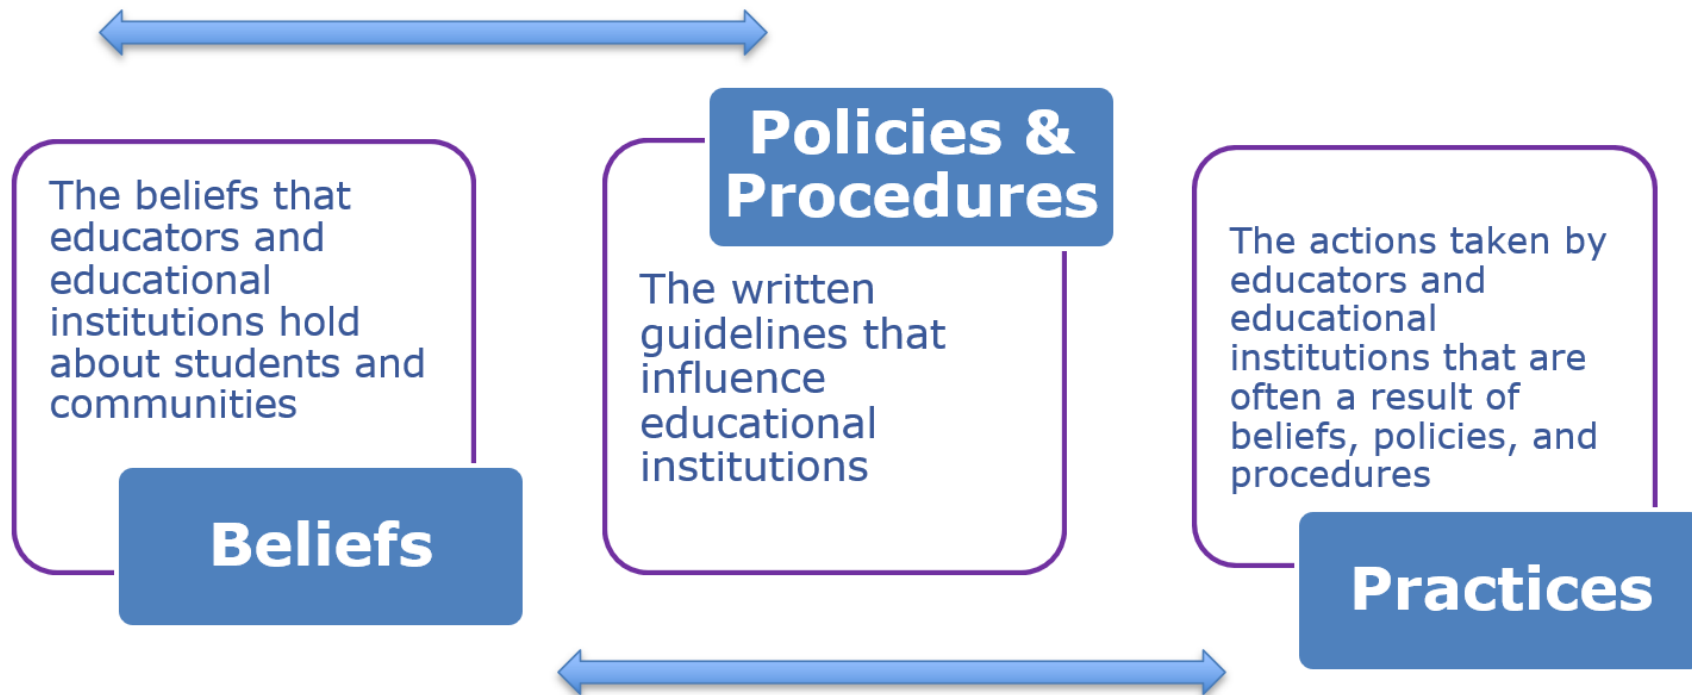 The beliefs that
educators and
educational
institutions hold
about students and
communities
Beliefs
Policies &
Procedures
The written
guidelines that
influence
educational
institutions
The actions taken by
educators and
educational
institutions that are
often a result of
beliefs, policies, and
procedures
Practices